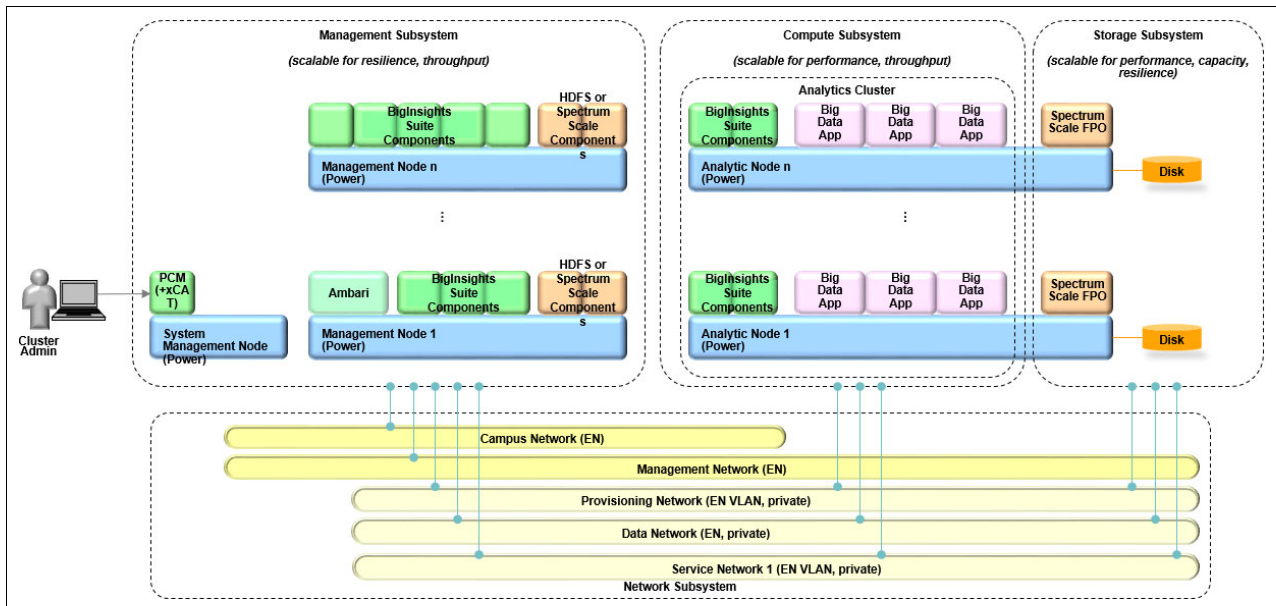 Management Subsystem
(scalable for resilience, throughput)
Compute Subsystem
(scalable for performance, throughput)
Storage Subsystem
(scalable for performance, capacity,
resilience)
Analytics Cluster
BigInsights
Suite
Components
HDFS or
Spectrum
Scale
Component
s
Management Node n
(Power)
BigInsights
Suite
Components
Big
Data
App
Big
Data
App
Big
Data
App
Analytic Node n
(Power)
Spectrum
Scale FPO
Disk
...
...
Cluster
Admin
PCM
(+xCA
T)
System
Management Node
(Power)
Ambari
BigInsights
Suite
Components
HDFS or
Spectrum
Scale
Component
s
Management Node 1
(Power)
BigInsights
Suite
Components
Big
Data
App
Big
Data
App
Big
Data
App
Analytic Node 1
(Power)
Spectrum
Scale FPO
Disk
Campus Network (EN)
Management Network (EN)
Provisioning Network (EN VLAN, private)
Data Network (EN, private)
Service Network 1 (EN VLAN, private)
Network Subsystem